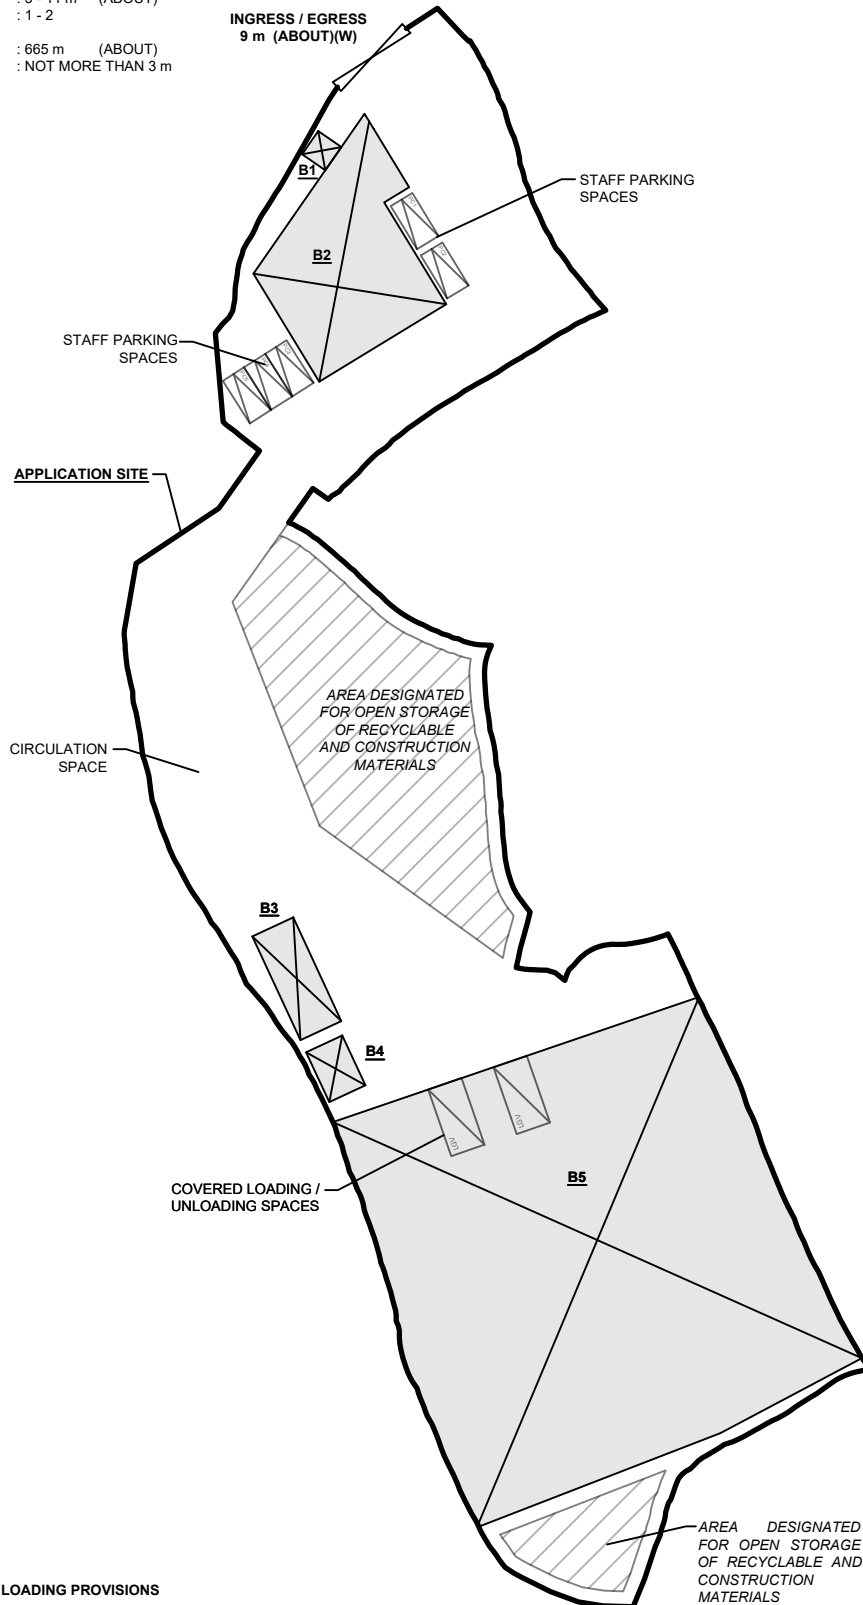 (ABOUT)
: 1 - 2
: 665 m (ABOUT)
: NOT MORE THAN 3 m
INGRESS / EGRESS
9 m (ABOUT)(W)
B1
STAFF PARKING
SPACES
B2
STAFF PARKING
SPACES
APPLICATION SITE
AREA DESIGNATED
FOR OPEN STORAGE
OF RECYCLABLE
AND CONSTRUCTION
MATERIALS
CIRCULATION
SPACE
B3
B4
LGV
LGV
COVERED LOADING /
UNLOADING SPACES
B5
AREA DESIGNATED
FOR OPEN STORAGE
OF RECYCLABLE AND
CONSTRUCTION
MATERIALS
LOADING PROVISIONS